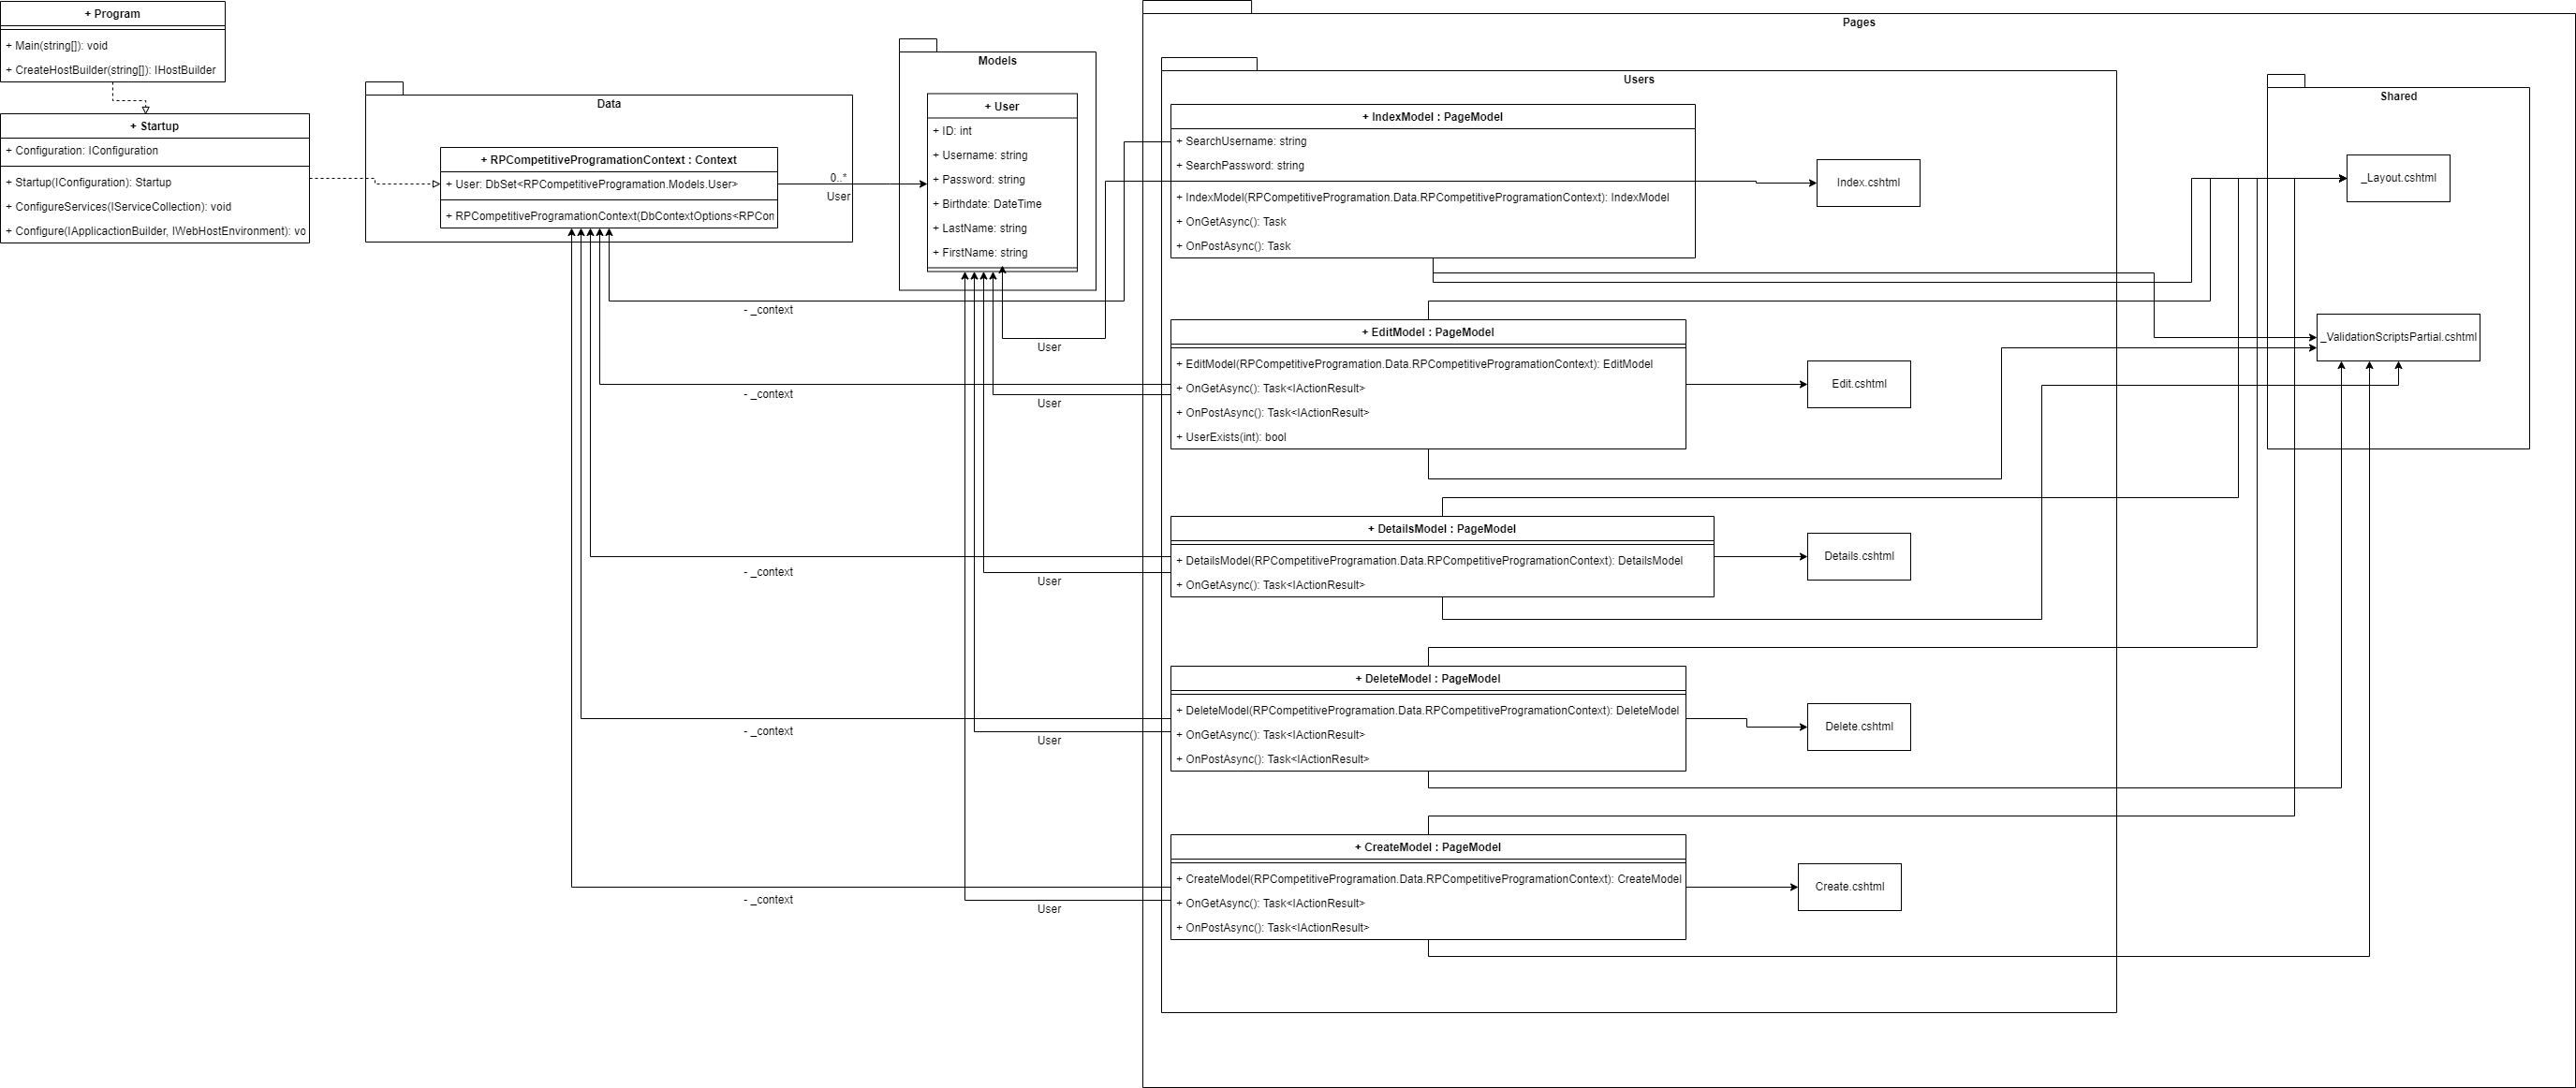 + Program
+ Main(string[]): void
+ CreateHostBuilder(string[]): IHostBuilder
+ Startup
+ Configuration: IConfiguration
+ Startup(IConfiguration): Startup
+ ConfigureServices(IServiceCollection): void
+ Configure(IApplicactionBuilder, IWebHostEnvironment): vo
Data
+ RPCompetitiveProgramationContext : Context
+ User: DbSet<RPCompetitiveProgramation.Models.User>
+ RPCompetitiveProgramationContext(DbContextOptions<RPCon
0..*
User
Models
+ User
+ ID: int
+ Username: string
+ Password: string
+ Birthdate: DateTime
+ LastName: string
+ FirstName: string
- _context
User
- _context
User
- _context
User
- _context
User
- _context
User
Pages
Users
+ IndexModel : PageModel
+ SearchUsername: string
+ SearchPassword: string
+ IndexModel(RPCompetitiveProgramation.Data.RPCompetitiveProgramationContext): IndexModel
+ OnGetAsync(): Task
+ OnPostAsync(): Task
Index.cshtml
+ EditModel : PageModel
+ EditModel(RPCompetitiveProgramation.Data.RPCompetitiveProgramationContext): EditModel
+ OnGetAsync(): Task<IActionResult>
+ OnPostAsync(): Task<IActionResult>
+ UserExists(int): bool
Edit.cshtml
+ DetailsModel : PageModel
+ DetailsModel(RPCompetitiveProgramation.Data.RPCompetitiveProgramationContext): DetailsModel
+ OnGetAsync(): Task<IActionResult>
Details.cshtml
+ DeleteModel : PageModel
+ DeleteModel(RPCompetitiveProgramation.Data.RPCompetitiveProgramationContext): DeleteModel
+ OnGetAsync(): Task<IActionResult>
+ OnPostAsync(): Task<IActionResult>
Delete.cshtml
+ CreateModel : PageModel
+ CreateModel(RPCompetitiveProgramation.Data.RPCompetitiveProgramationContext): CreateModel
+ OnGetAsync(): Task<IActionResult>
+ OnPostAsync(): Task<IActionResult>
Create.cshtml
Shared
_Layout.cshtml
_ValidationScriptsPartial.cshtml